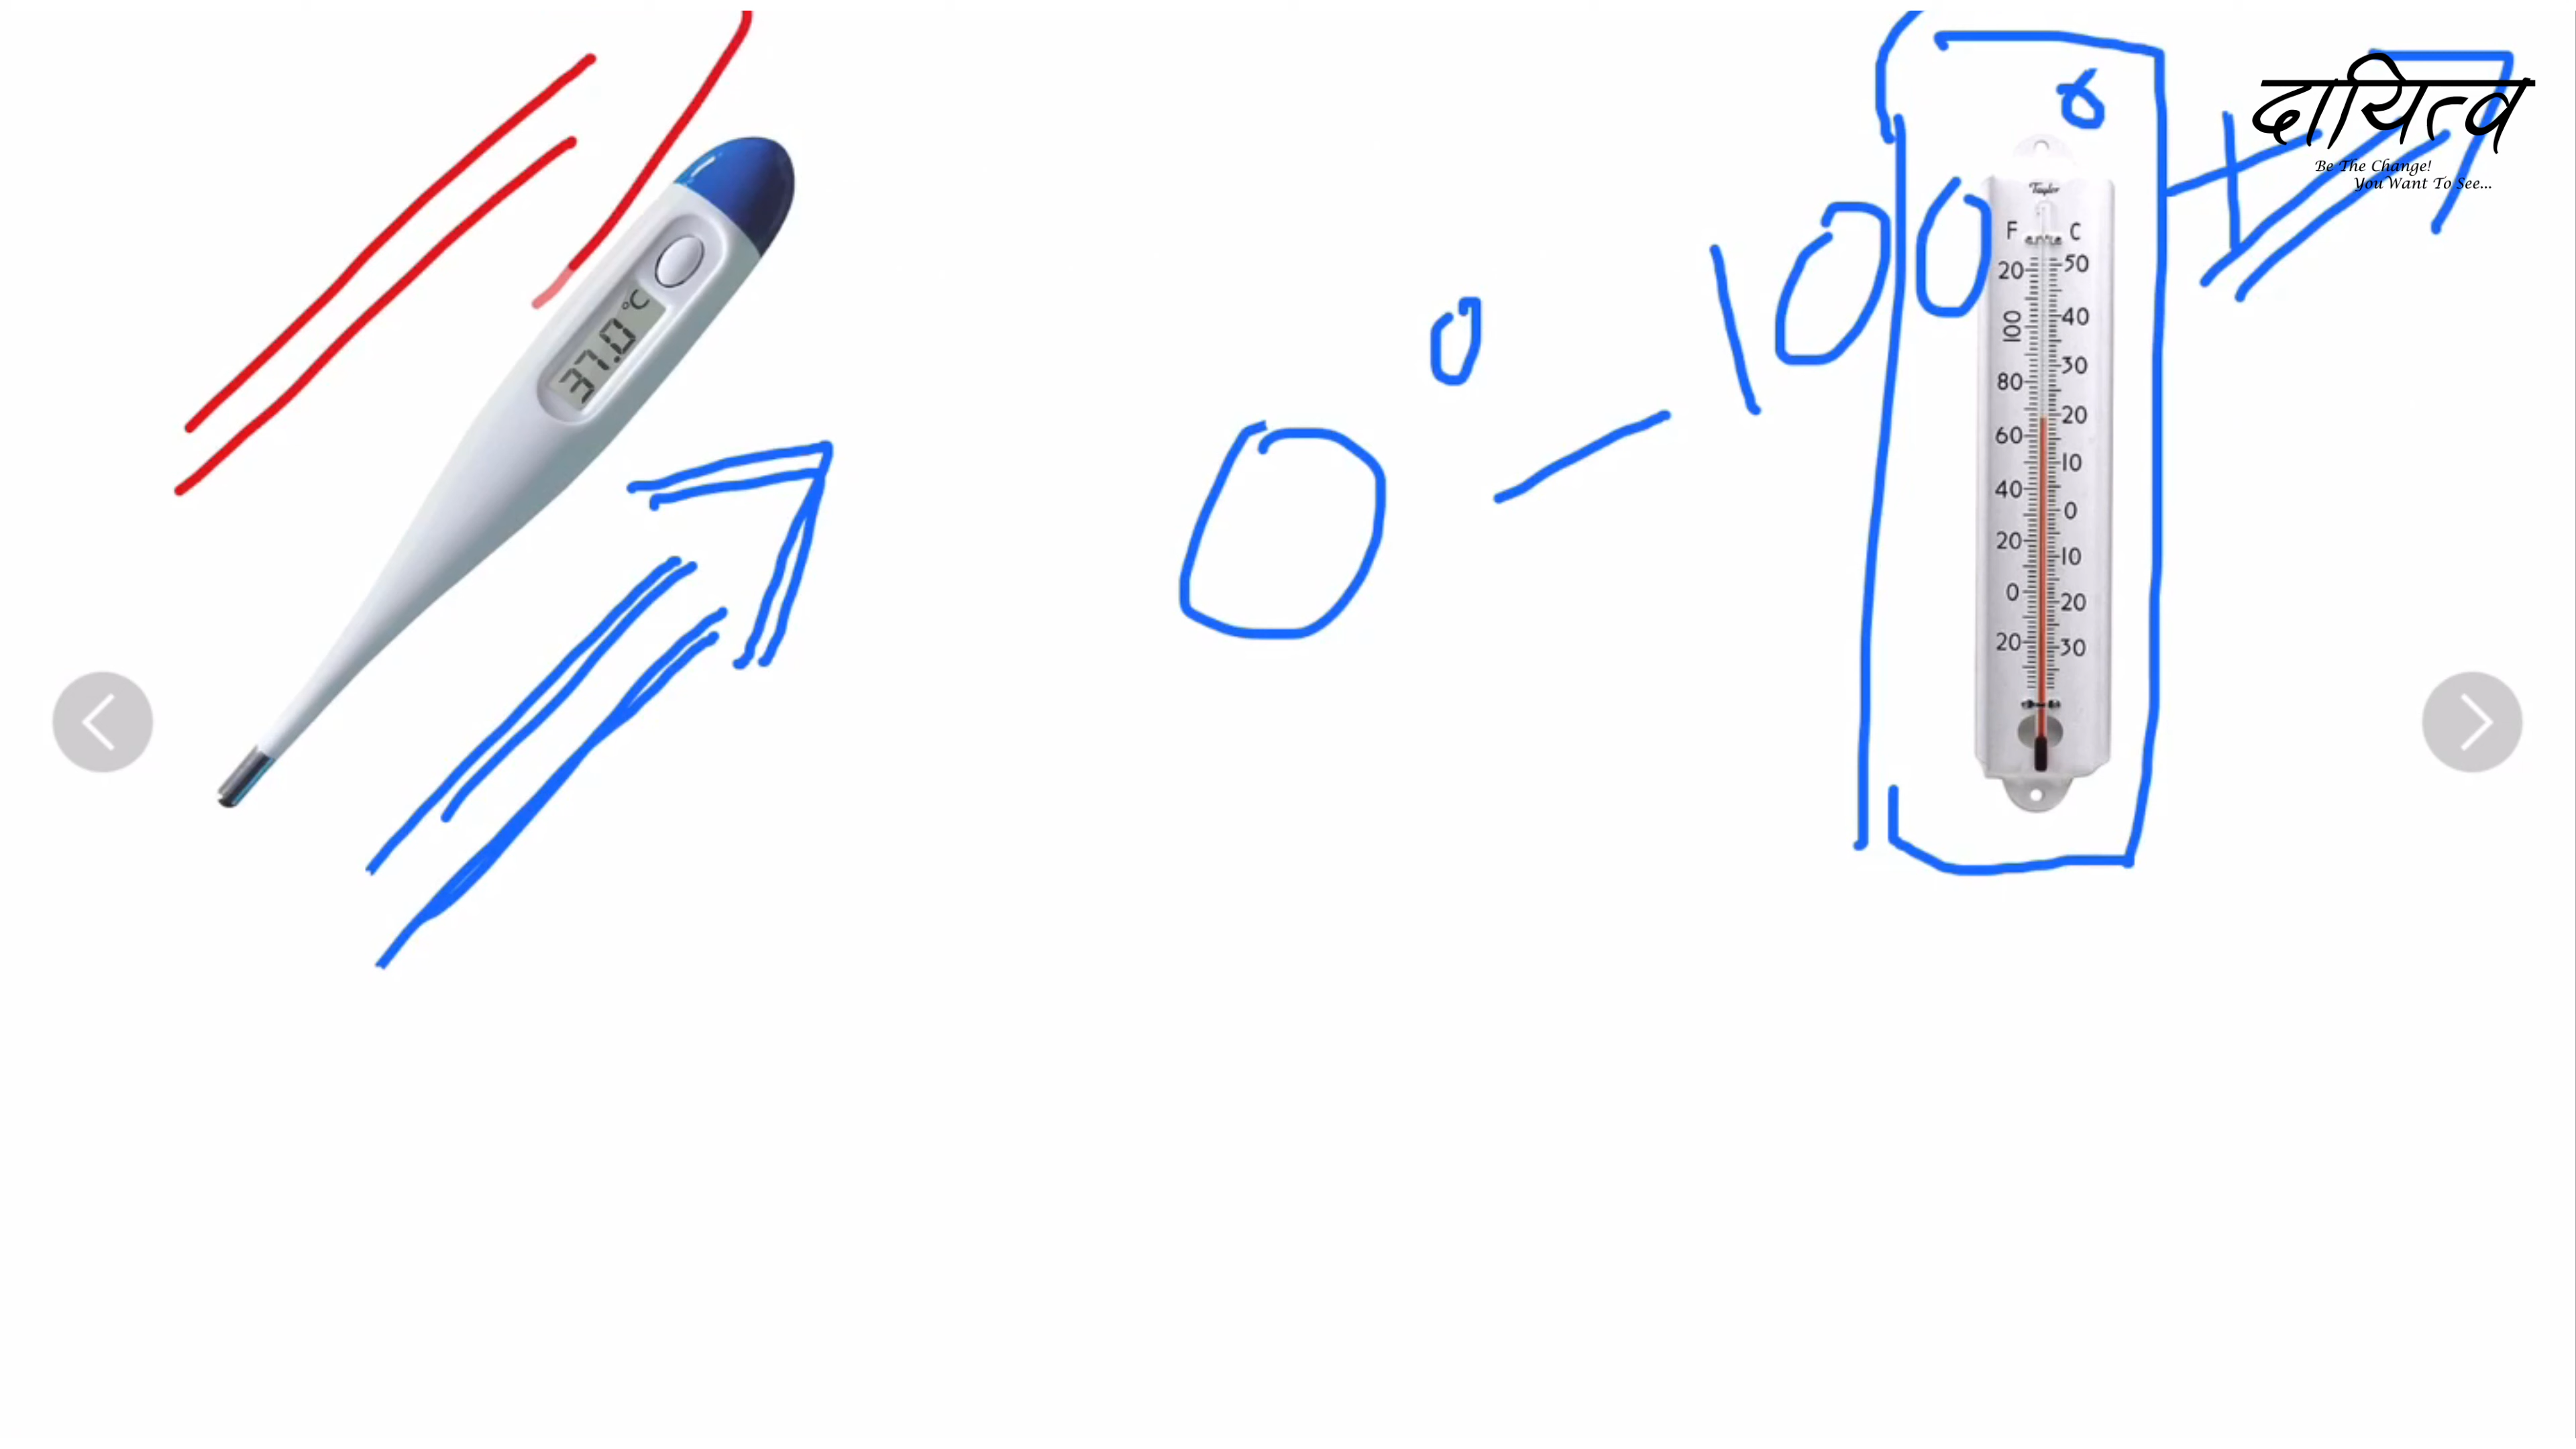 दायित्व
Be The Change!
You Want To See...
37.0 °C
0° - 100°
Taylor
F C
20 50
100 40
80 30
60 20
40 10
20 0
0 10
20 20
30